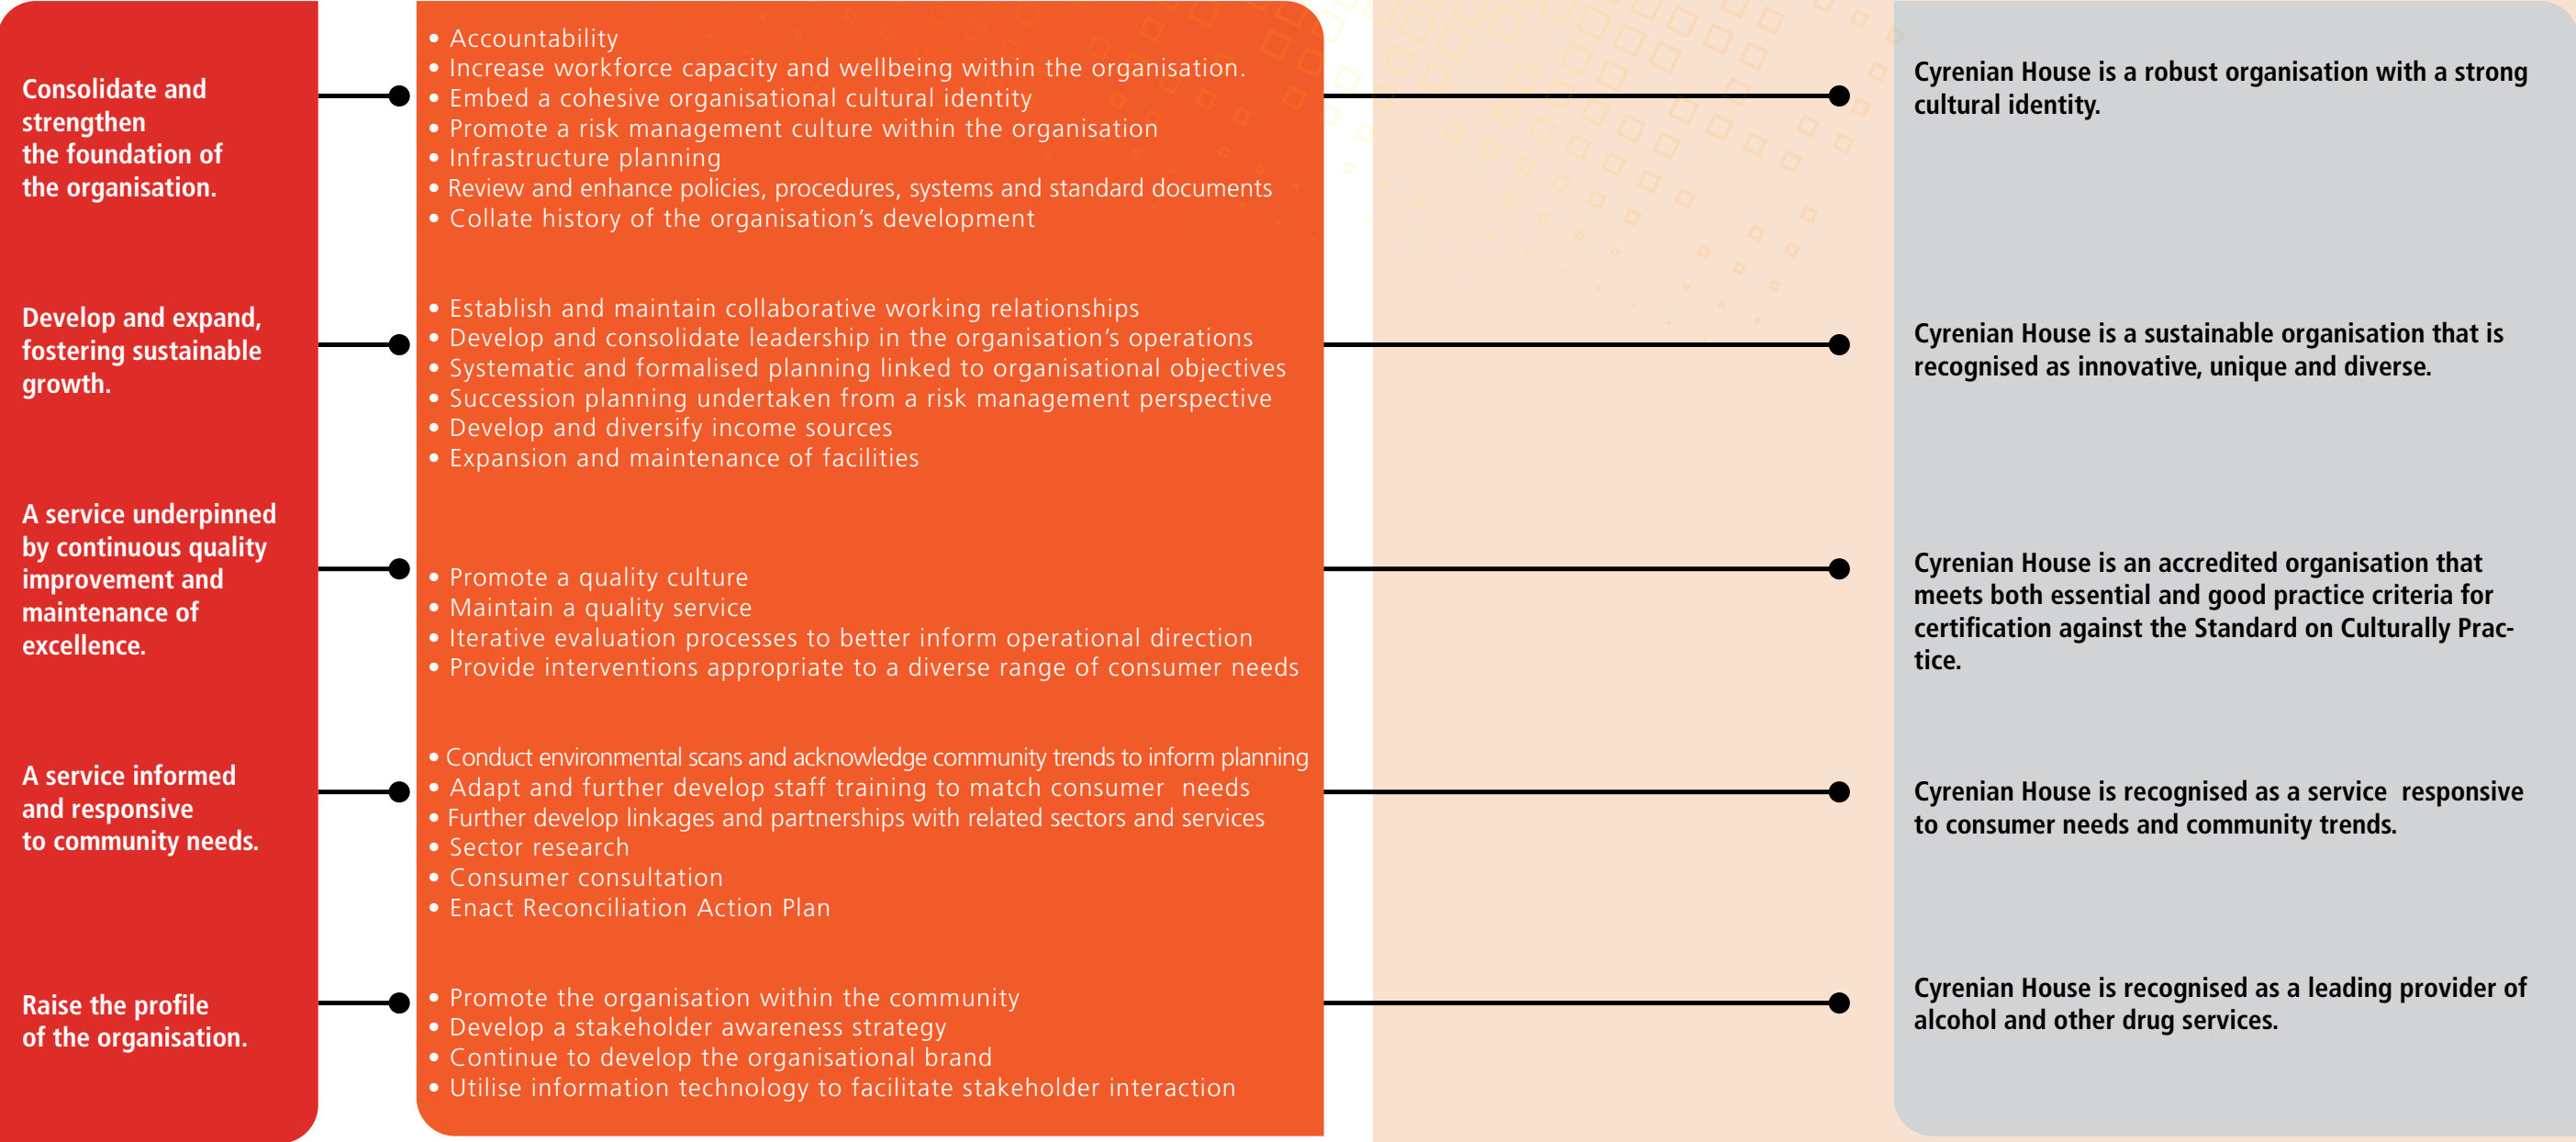 Consolidate and
strengthen
the foundation of
the organisation.
• Accountability
• Increase workforce capacity and wellbeing within the organisation.
• Embed a cohesive organisational cultural identity
• Promote a risk management culture within the organisation
• Infrastructure planning
• Review and enhance policies, procedures, systems and standard documents
• Collate history of the organisation’s development
Cyrenian House is a robust organisation with a strong
cultural identity.
Develop and expand,
fostering sustainable
growth.
• Establish and maintain collaborative working relationships
• Develop and consolidate leadership in the organisation’s operations
• Systematic and formalised planning linked to organisational objectives
• Succession planning undertaken from a risk management perspective
• Develop and diversify income sources
• Expansion and maintenance of facilities
Cyrenian House is a sustainable organisation that is
recognised as innovative, unique and diverse.
A service underpinned
by continuous quality
improvement and
maintenance of
excellence.
• Promote a quality culture
• Maintain a quality service
• Iterative evaluation processes to better inform operational direction
• Provide interventions appropriate to a diverse range of consumer needs
Cyrenian House is an accredited organisation that
meets both essential and good practice criteria for
certification against the Standard on Culturally Prac-
tice.
A service informed
and responsive
to community needs.
• Conduct environmental scans and acknowledge community trends to inform planning
• Adapt and further develop staff training to match consumer  needs
• Further develop linkages and partnerships with related sectors and services
• Sector research
• Consumer consultation
• Enact Reconciliation Action Plan
Cyrenian House is recognised as a service  responsive
to consumer needs and community trends.
Raise the profile
of the organisation.
• Promote the organisation within the community
• Develop a stakeholder awareness strategy
• Continue to develop the organisational brand
• Utilise information technology to facilitate stakeholder interaction
Cyrenian House is recognised as a leading provider of
alcohol and other drug services.